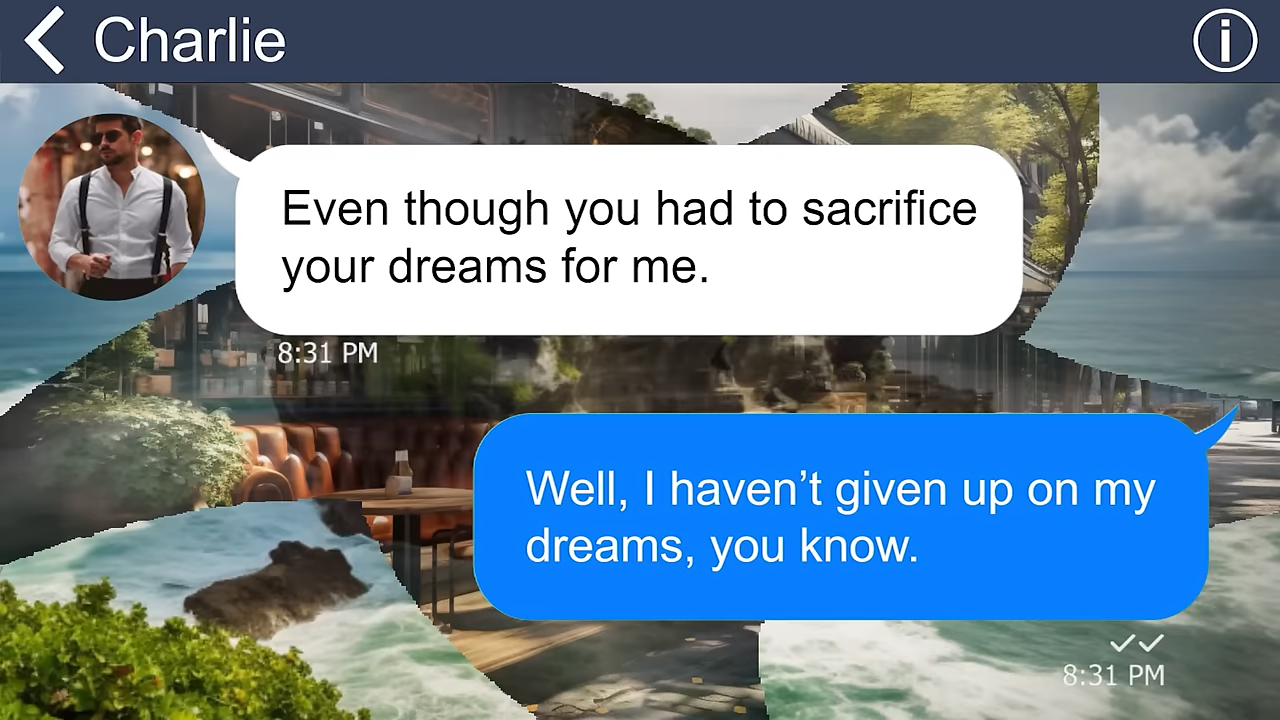 Charlie
Even though you had to sacrifice
your dreams for me.
8:31 PM
Well, I haven’t given up on my
dreams, you know.
8:31 PM